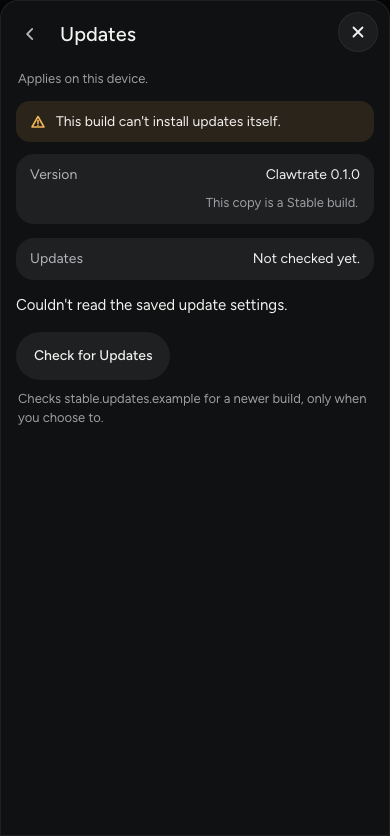 Updates
Applies on this device.
This build can't install updates itself.
Version
Clawtrate 0.1.0
This copy is a Stable build.
Updates
Not checked yet.
Couldn't read the saved update settings.
Check for Updates
Checks stable.updates.example for a newer build, only when
you choose to.